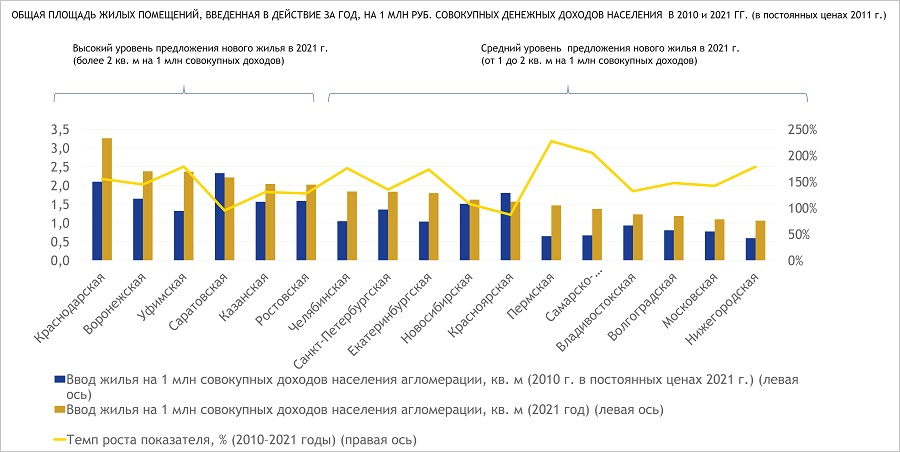 ОБЩАЯ ПЛОЩАДЬ ЖИЛЫХ ПОМЕЩЕНИЙ, ВВЕДЕННАЯ В ДЕЙСТВИЕ ЗА ГОД, НА 1 МЛН РУБ. СОВОКУПНЫХ ДЕНЕЖНЫХ ДОХОДОВ НАСЕЛЕНИЯ В 2010 и 2021 ГГ. (в постоянных ценах 2011 г.)
Высокий уровень предложения нового жилья в 2021 г.
(более 2 кв. м на 1 млн совокупных доходов)
Средний уровень предложения нового жилья в 2021 г.
(от 1 до 2 кв. м на 1 млн совокупных доходов)
3,5
3,0
2,5
2,0
1,5
1,0
0,5
0,0
250%
200%
150%
100%
50%
0%
Краснодарская
Воронежская
Уфимская
Саратовская
Казанская
Ростовская
Челябинская
Санкт-Петербургская
Екатеринбургская
Новосибирская
Красноярская
Пермская
Самарско-...
Владивостокская
Волгоградская
Московская
Нижегородская
Ввод жилья на 1 млн совокупных доходов населения агломерации, кв. м (2010 г. в постоянных ценах 2021 г.) (левая
ось)
Ввод жилья на 1 млн совокупных доходов населения агломерации, кв. м (2021 год) (левая ось)
Темп роста показателя, % (2010-2021 годы) (правая ось)